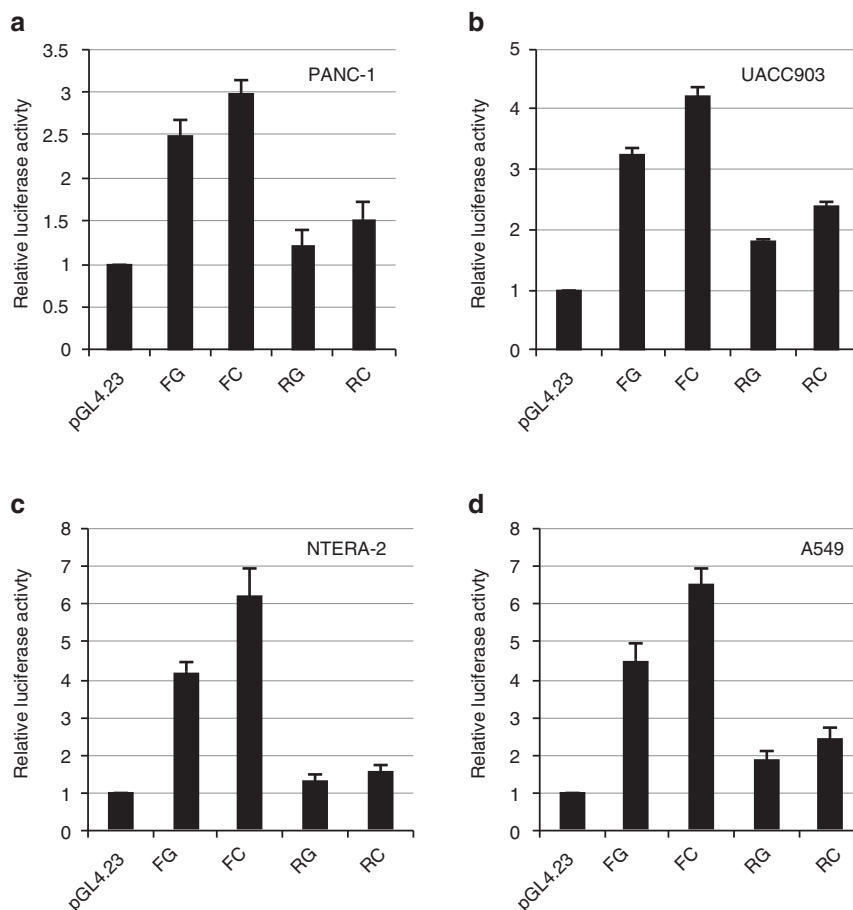 a
PANC-1
Relative luciferase activty
3.5
3
2.5
2
1.5
1
0.5
0
pGL4.23
FG
FC
RG
RC
b
UACC903
Relative luciferase activty
5
4
3
2
1
0
pGL4.23
FG
FC
RG
RC
c
NTERA-2
Relative luciferase activty
8
7
6
5
4
3
2
1
0
pGL4.23
FG
FC
RG
RC
d
A549
Relative luciferase activty
8
7
6
5
4
3
2
1
0
pGL4.23
FG
FC
RG
RC